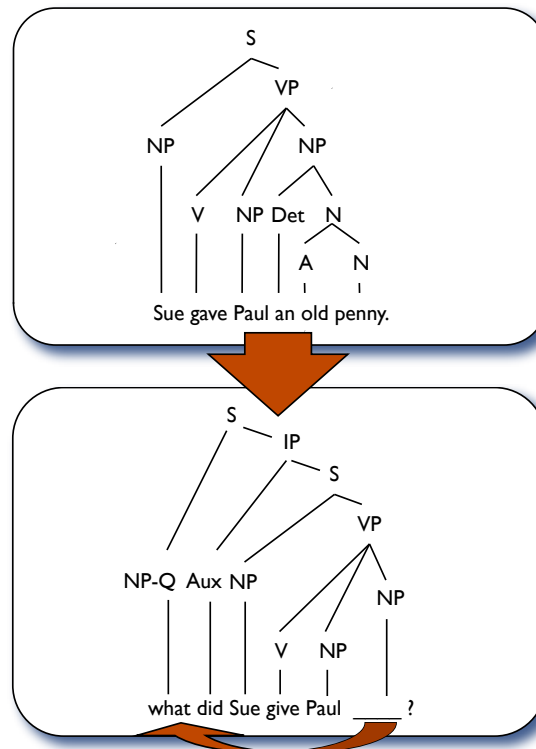 S
VP
NP NP
V NP Det N
A N
Sue gave Paul an old penny.
S
IP
S
VP
NP-Q Aux NP NP
V NP
what did Sue give Paul _____ ?